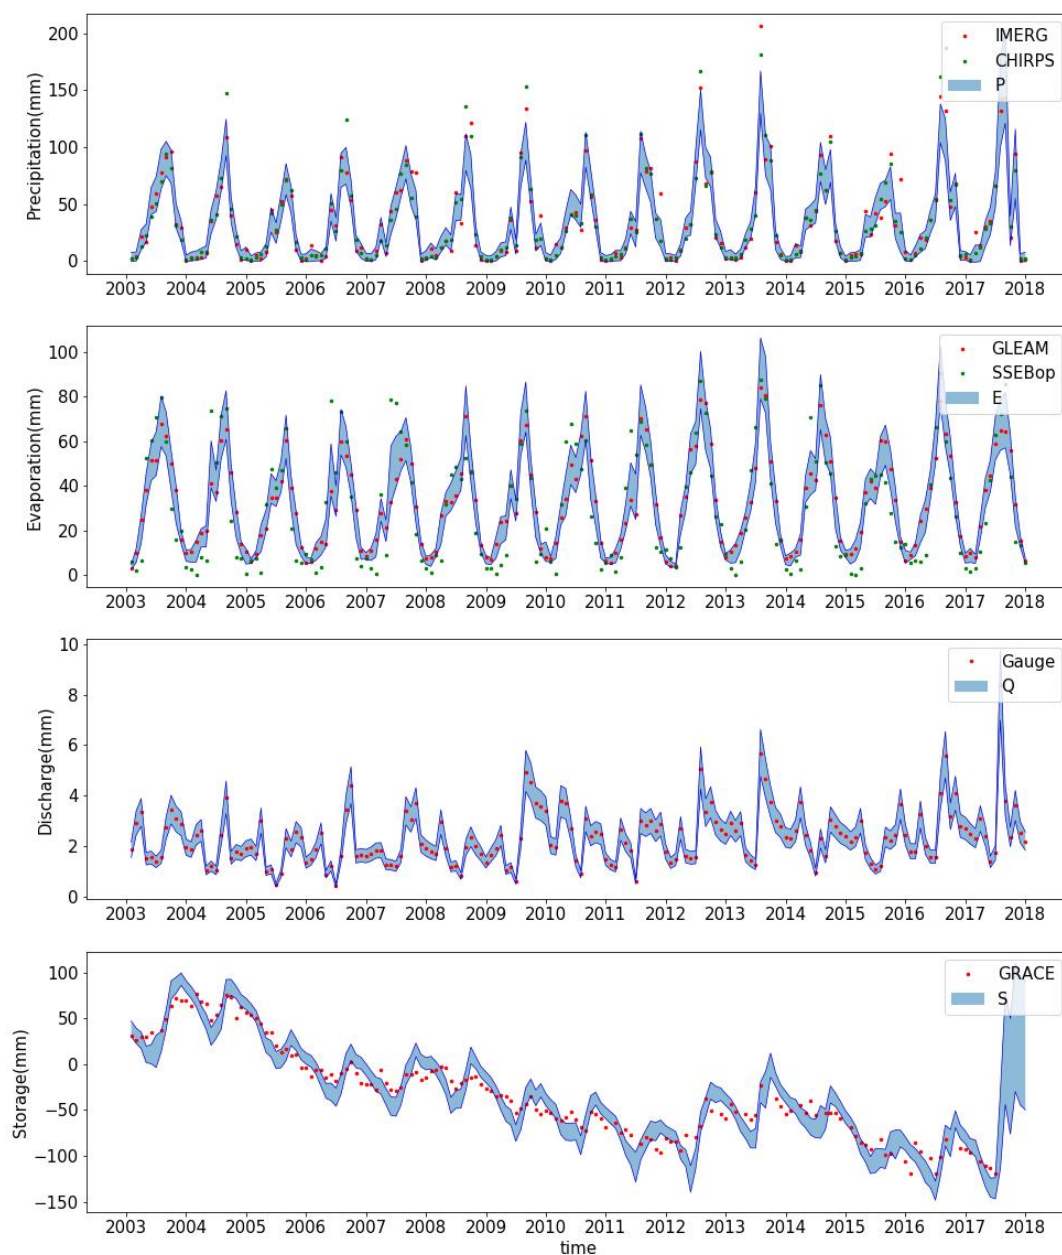 200
150
100
50
0
Precipitation(mm)
IMERG
CHIRPS
P
2003 2004 2005 2006 2007 2008 2009 2010 2011 2012 2013 2014 2015 2016 2017 2018
100
80
60
40
20
0
Evaporation(mm)
GLEAM
SSEBop
E
2003 2004 2005 2006 2007 2008 2009 2010 2011 2012 2013 2014 2015 2016 2017 2018
10
8
6
4
2
0
Discharge(mm)
Gauge
Q
2003 2004 2005 2006 2007 2008 2009 2010 2011 2012 2013 2014 2015 2016 2017 2018
100
50
0
−50
−100
−150
Storage(mm)
GRACE
S
2003 2004 2005 2006 2007 2008 2009 2010 2011 2012 2013 2014 2015 2016 2017 2018
time